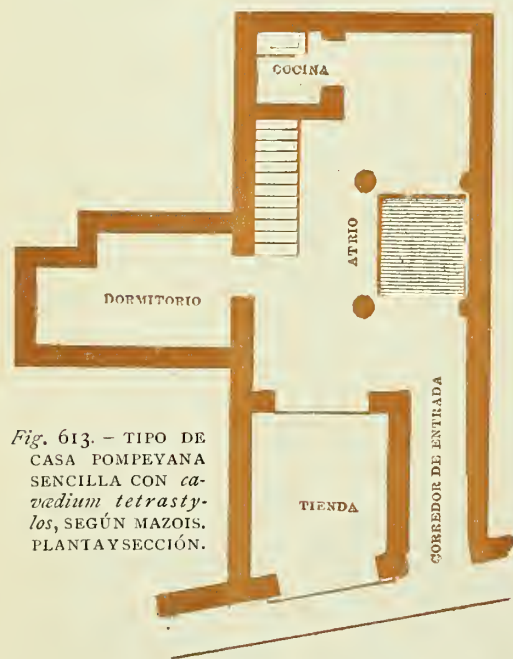 COCINA
ATRIO
DORMITORIO
Fig. 613. – TIPO DE
CASA POMPEYANA
SENCILLA CON ca-
vædium tetrasty-
los, SEGÚN MAZOIS.
PLANTA Y SECCIÓN.
TIENDA
CORREDOR DE ENTRADA